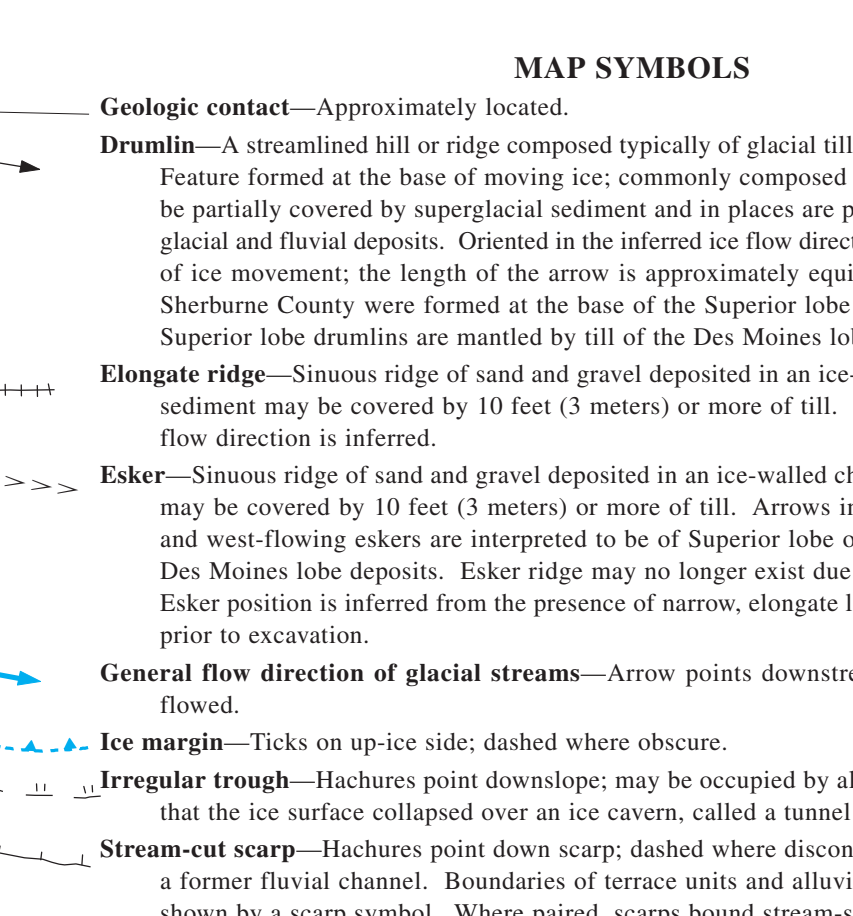 MAP SYMBOLS
Geologic contact—Approximately located.
Drumlin—A streamlined hill or ridge composed typically of glacial till
Feature formed at the base of moving ice; commonly composed
be partially covered by superglacial sediment and in places are p
glacial and fluvial deposits. Oriented in the inferred ice flow direct
of ice movement; the length of the arrow is approximately equi
Sherburne County were formed at the base of the Superior lobe
Superior lobe drumlins are mantled by till of the Des Moines lob
Elongate ridge—Sinuous ridge of sand and gravel deposited in an ice-
sediment may be covered by 10 feet (3 meters) or more of till.
flow direction is inferred.
Esker—Sinuous ridge of sand and gravel deposited in an ice-walled ch
may be covered by 10 feet (3 meters) or more of till. Arrows in
and west-flowing eskers are interpreted to be of Superior lobe o
Des Moines lobe deposits. Esker ridge may no longer exist due
Esker position is inferred from the presence of narrow, elongate l
prior to excavation.
General flow direction of glacial streams—Arrow points downstre
flowed.
Ice margin—Ticks on up-ice side; dashed where obscure.
Irregular trough—Hachures point downslope; may be occupied by al
that the ice surface collapsed over an ice cavern, called a tunnel
Stream-cut scarp—Hachures point down scarp; dashed where discon
a former fluvial channel. Boundaries of terrace units and alluvi
shown by a scarp symbol. Where paired, scarps bound stream-s